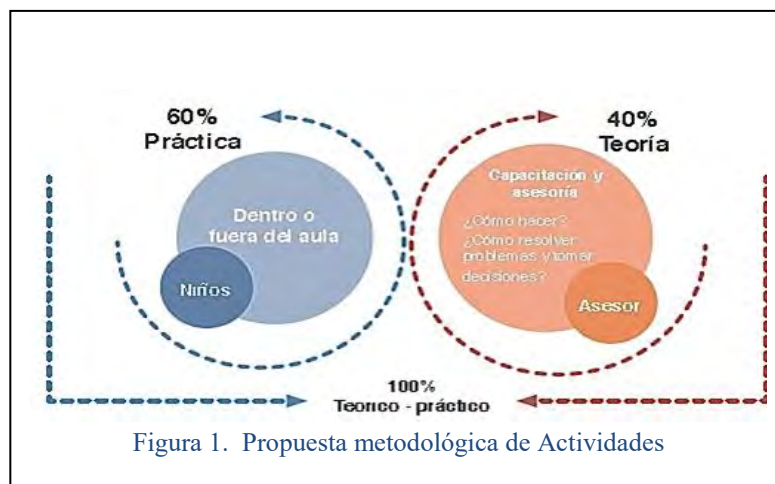 60%
Práctica
Dentro o
fuera del aula
Niños
40%
Teoría
Capacitación y
asesoría
¿Cómo hacer?
¿Cómo resolver
problemas y tomar
decisiones?
Asesor
100%
Teorico - práctico
Figura 1. Propuesta metodológica de Actividades